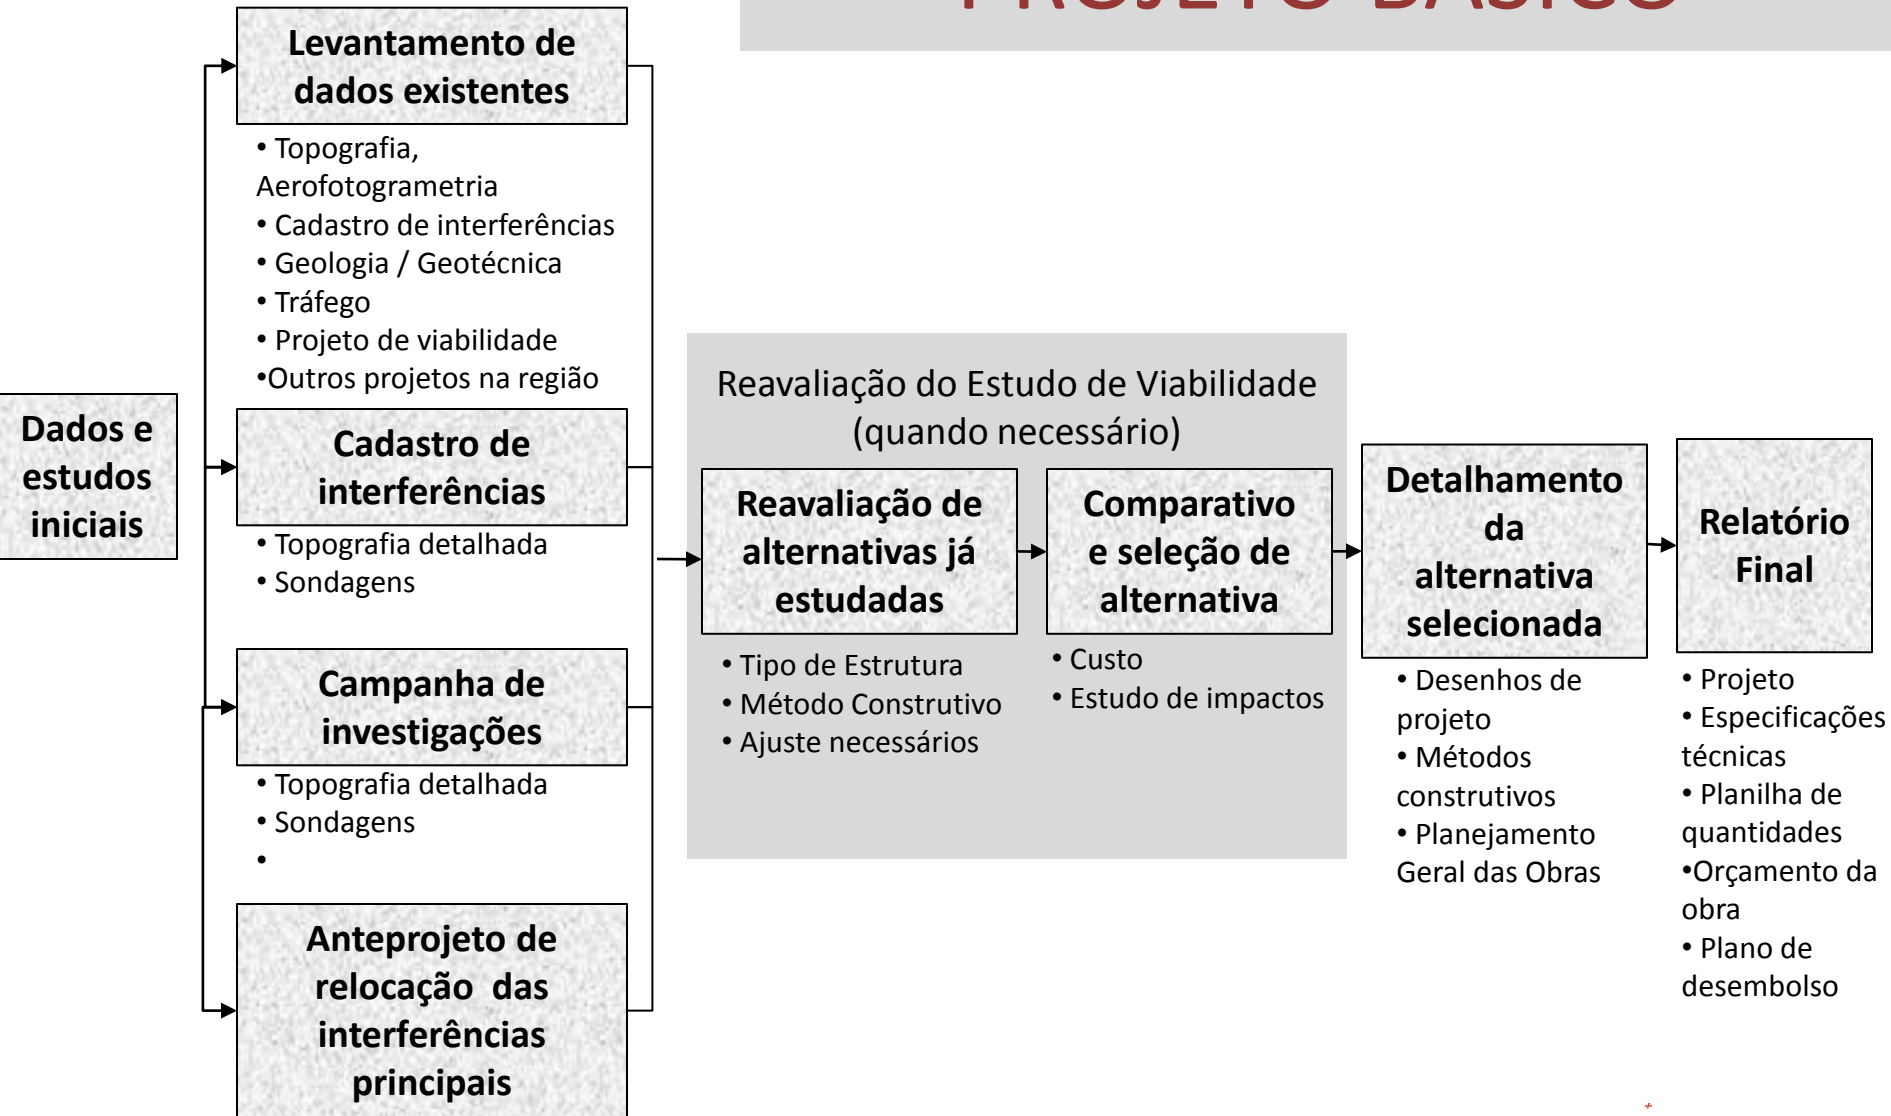 PROJETO BÁSICO
Levantamento de
dados existentes
• Topografia,
Aerofotogrametria
• Cadastro de interferências
• Geologia / Geotécnica
• Tráfego
• Projeto de viabilidade
•Outros projetos na região
Dados e
estudos
iniciais
Cadastro de
interferências
• Topografia detalhada
• Sondagens
Campanha de
investigações
• Topografia detalhada
• Sondagens
•
Anteprojeto de
relocação das
interferências
principais
Reavaliação do Estudo de Viabilidade
(quando necessário)
Reavaliação de
alternativas já
estudadas
• Tipo de Estrutura
• Método Construtivo
• Ajuste necessários
Comparativo
e seleção de
alternativa
• Custo
• Estudo de impactos
Detalhamento
da
alternativa
selecionada
• Desenhos de
projeto
• Métodos
construtivos
• Planejamento
Geral das Obras
Relatório
Final
• Projeto
• Especificações
técnicas
• Planilha de
quantidades
•Orçamento da
obra
• Plano de
desembolso